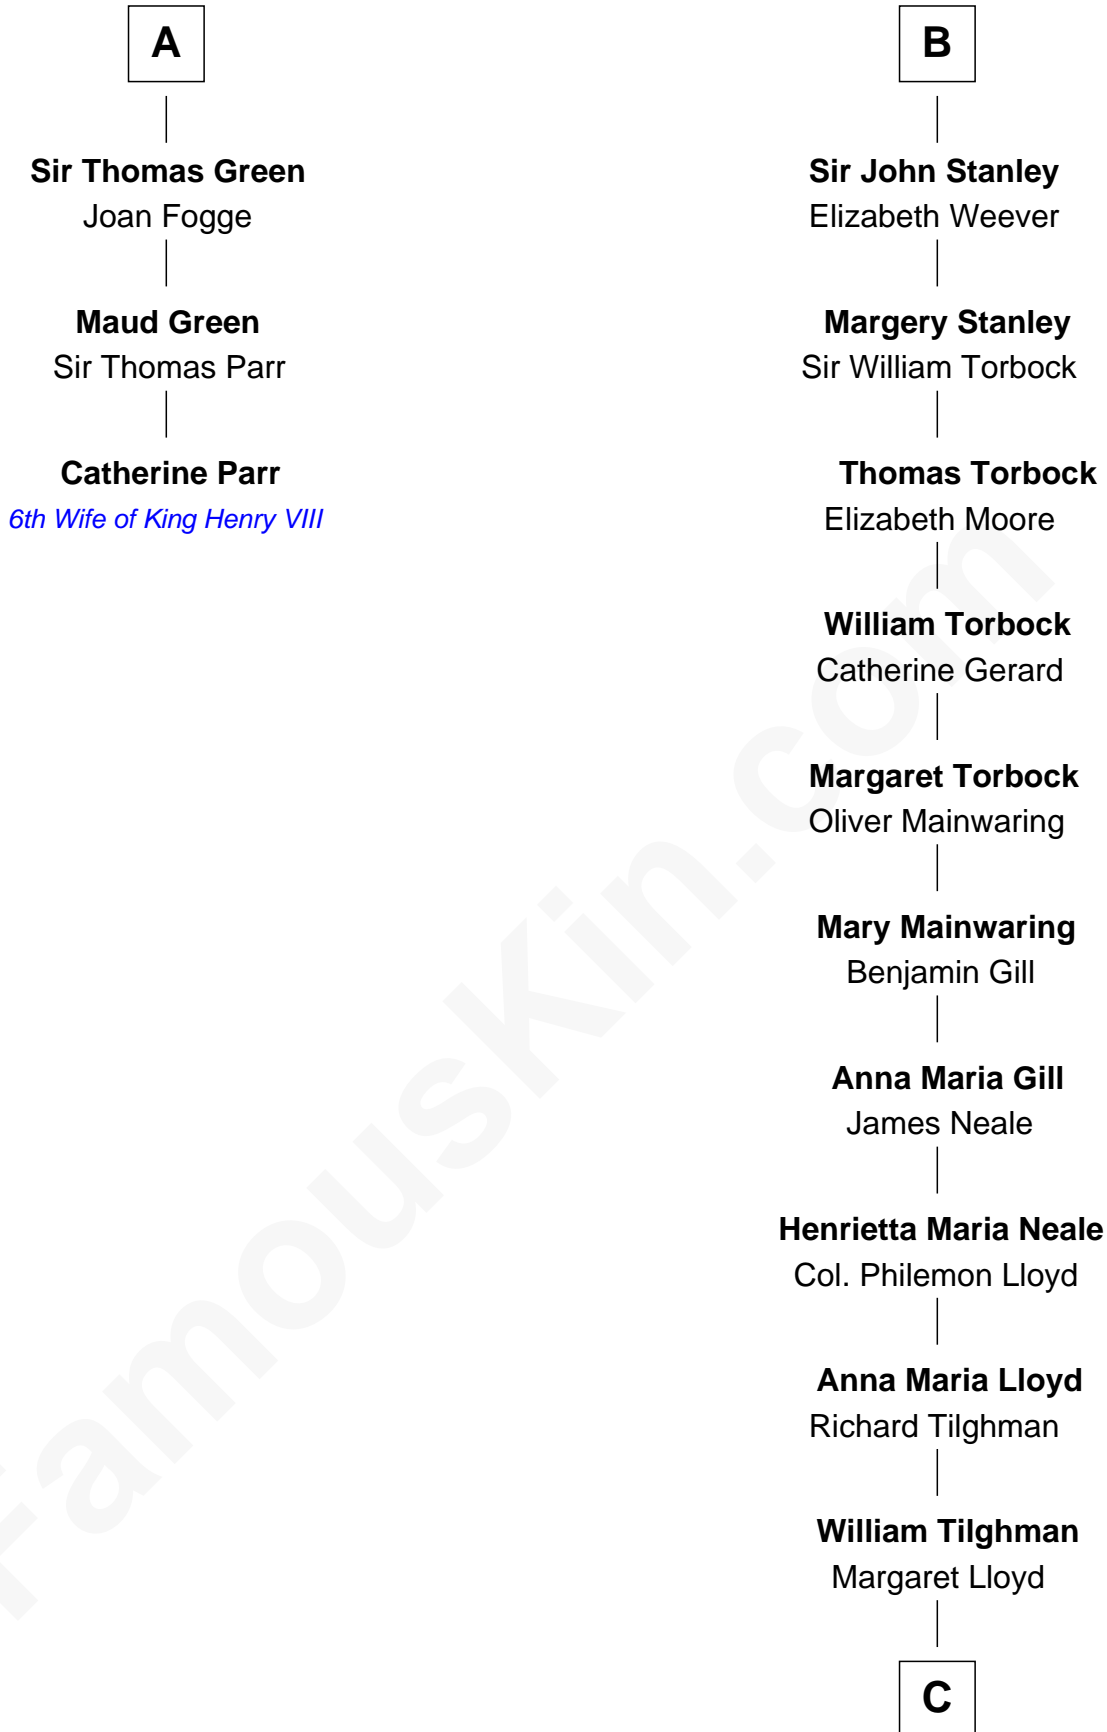 A
Sir Thomas Green
Joan Fogge
Maud Green
Sir Thomas Parr
Catherine Parr
6th Wife of King Henry VIII
B
Sir John Stanley
Elizabeth Weever
Margery Stanley
Sir William Torbock
Thomas Torbock
Elizabeth Moore
William Torbock
Catherine Gerard
Margaret Torbock
Oliver Mainwaring
Mary Mainwaring
Benjamin Gill
Anna Maria Gill
James Neale
Henrietta Maria Neale
Col. Philemon Lloyd
Anna Maria Lloyd
Richard Tilghman
William Tilghman
Margaret Lloyd
C
FamousKin.com